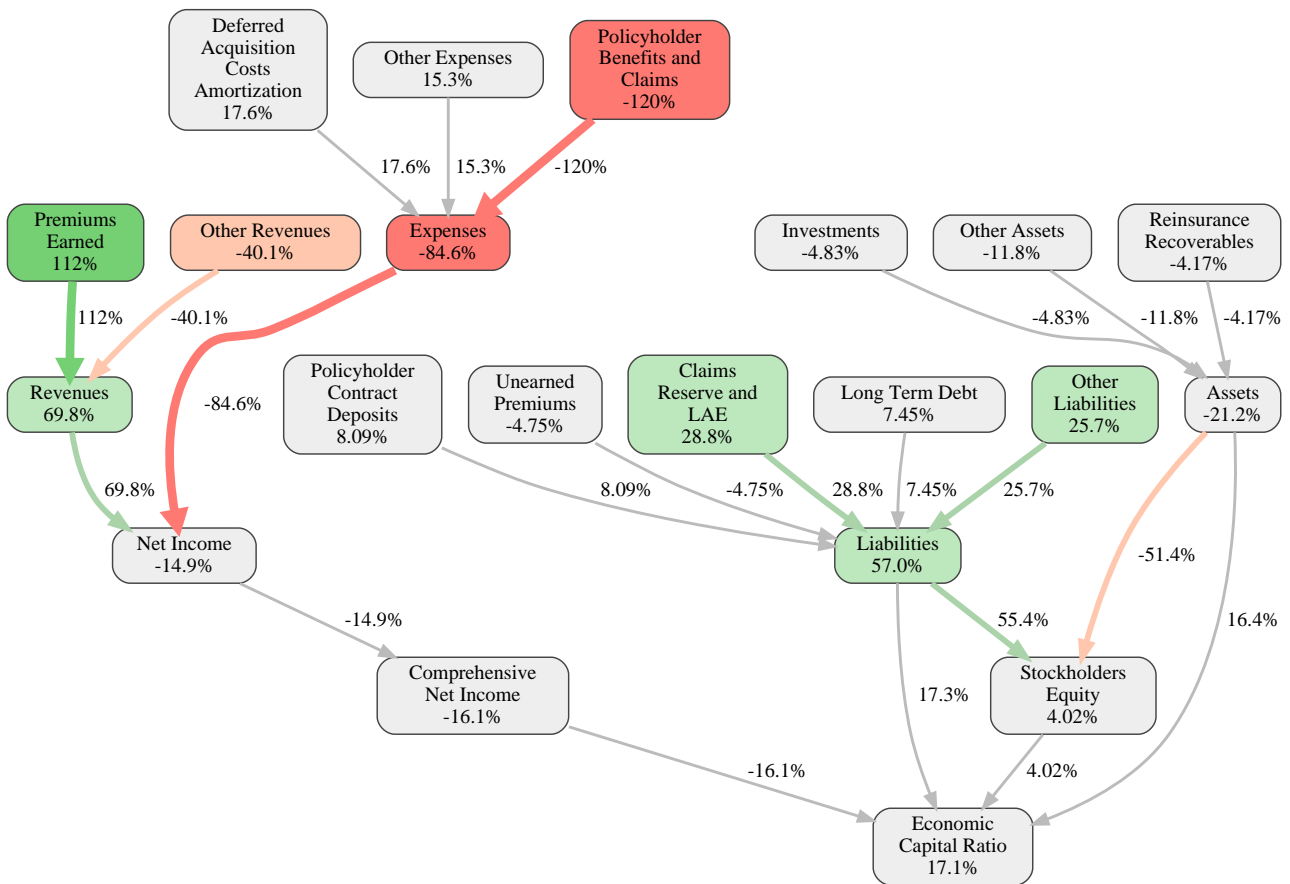 Deferred
Acquisition
Costs
Amortization
17.6%
Other Expenses
15.3%
Policyholder
Benefits and
Claims
-120%
17.6%
15.3%
-120%
Premiums
Earned
112%
Other Revenues
-40.1%
Expenses
-84.6%
Investments
-4.83%
Other Assets
-11.8%
Reinsurance
Recoverables
-4.17%
112%
-40.1%
-4.83%
-11.8%
-4.17%
Revenues
69.8%
-84.6%
Policyholder
Contract
Deposits
8.09%
Unearned
Premiums
-4.75%
Claims
Reserve and
LAE
28.8%
Long Term Debt
7.45%
Other
Liabilities
25.7%
Assets
-21.2%
69.8%
8.09%
-4.75%
28.8%
7.45%
25.7%
Net Income
-14.9%
Liabilities
57.0%
-51.4%
-14.9%
55.4%
16.4%
Comprehensive
Net Income
-16.1%
17.3%
Stockholders
Equity
4.02%
-16.1%
4.02%
Economic
Capital Ratio
17.1%